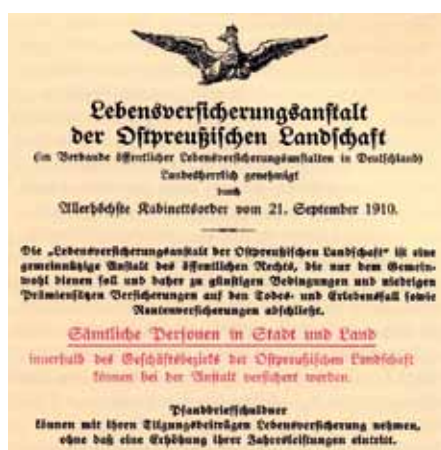 Lebensversicherungsanstalt
der Ostpreußischen Landschaft
(im Verbande öffentlicher Lebensversicherungsanstalten in Deutschland)
Landesherrlich genehmigt
durch
Allerhöchste Kabinettsorder vom 21. September 1910.
Die „Lebensversicherungsanstalt der Ostpreußischen Landschaft“ ist eine
gemeinnützige Anstalt des öffentlichen Rechts, die nur dem Gemein-
wohl dienen soll und daher zu günstigen Bedingungen und niedrigen
Prämiensätzen Versicherungen auf den Todes- und Erlebensfall sowie
Rentenversicherungen abschließt.
Sämtliche Personen in Stadt und Land
innerhalb des Geschäftsbezirks der Ostpreußischen Landschaft
können bei der Anstalt versichert werden.
Pfandbriefschuldner
können mit ihren Tilgungsbeiträgen Lebensversicherung nehmen,
ohne daß eine Erhöhung ihrer Jahresleistungen eintritt.